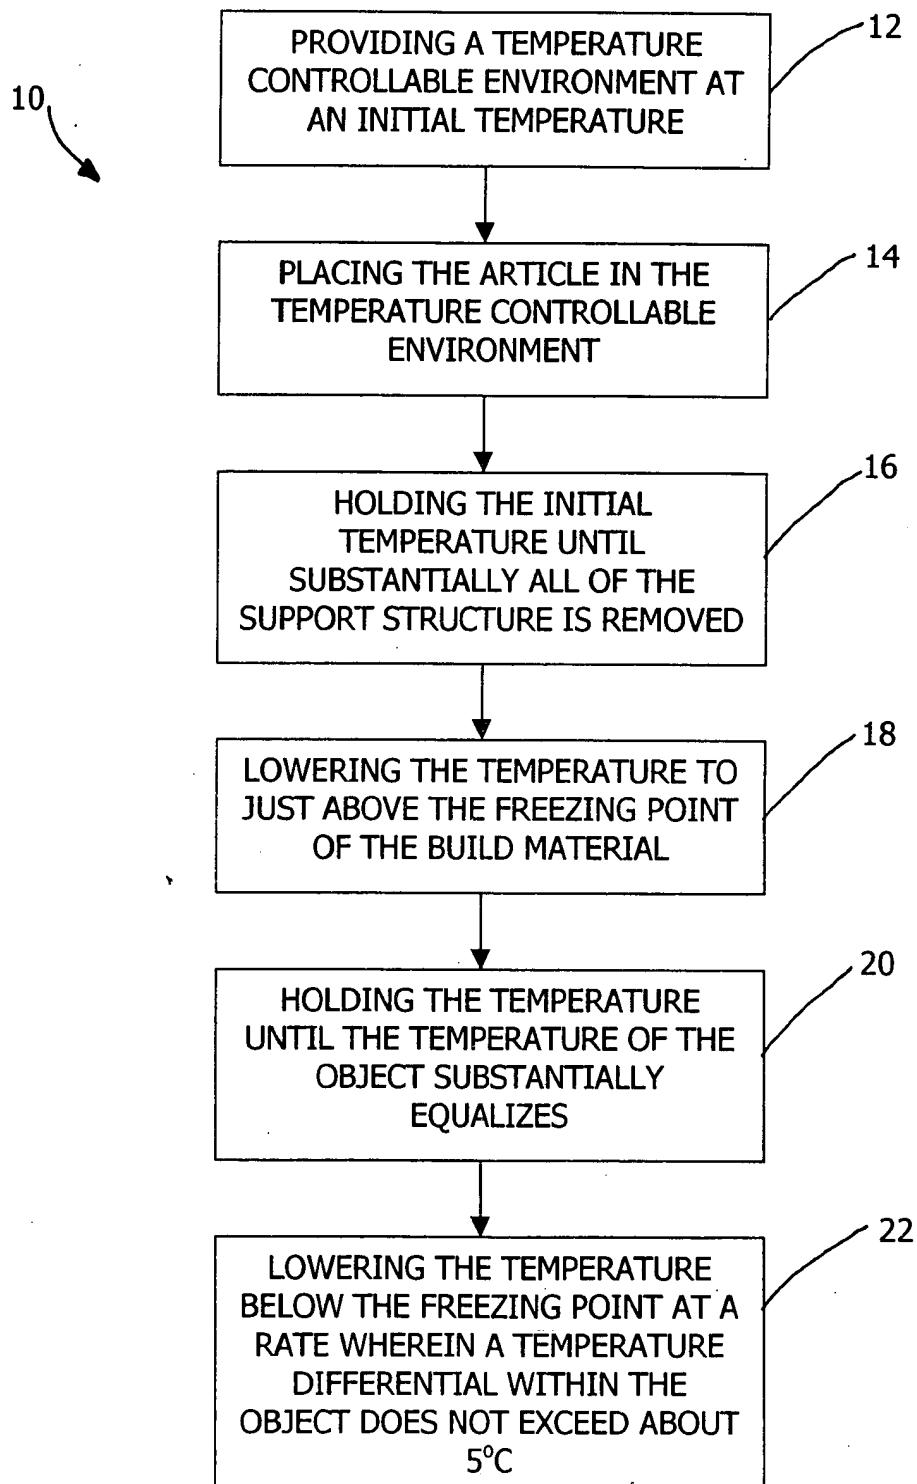 10
12
PROVIDING A TEMPERATURE
CONTROLLABLE ENVIRONMENT AT
AN INITIAL TEMPERATURE
14
PLACING THE ARTICLE IN THE
TEMPERATURE CONTROLLABLE
ENVIRONMENT
16
HOLDING THE INITIAL
TEMPERATURE UNTIL
SUBSTANTIALLY ALL OF THE
SUPPORT STRUCTURE IS REMOVED
18
LOWERING THE TEMPERATURE TO
JUST ABOVE THE FREEZING POINT
OF THE BUILD MATERIAL
20
HOLDING THE TEMPERATURE
UNTIL THE TEMPERATURE OF THE
OBJECT SUBSTANTIALLY
EQUALIZES
22
LOWERING THE TEMPERATURE
BELOW THE FREEZING POINT AT A
RATE WHEREIN A TEMPERATURE
DIFFERENTIAL WITHIN THE
OBJECT DOES NOT EXCEED ABOUT
5°C